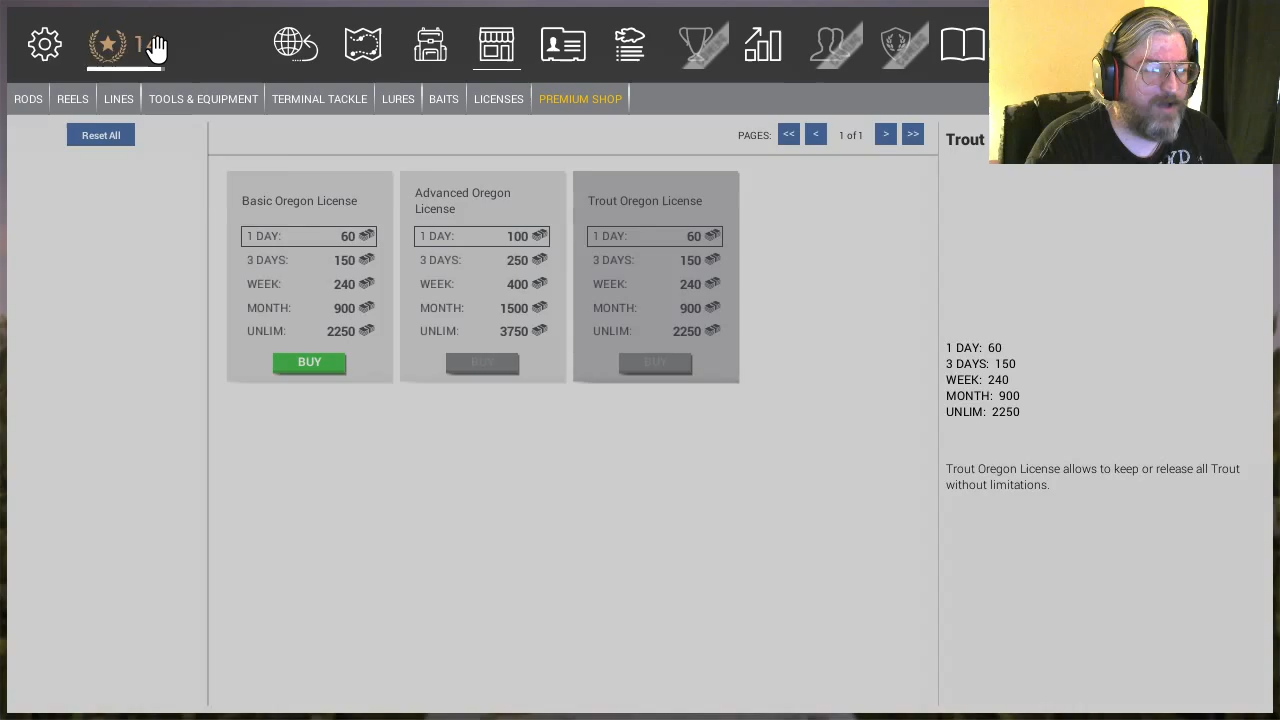 RODS REELS LINES TOOLS & EQUIPMENT TERMINAL TACKLE LURES BAITS LICENSES PREMIUM SHOP
Reset All
PAGES: << < 1 of 1 > >>
Trout
Basic Oregon License
1 DAY: 60
3 DAYS: 150
WEEK: 240
MONTH: 900
UNLIM: 2250
BUY
Advanced Oregon
License
1 DAY: 100
3 DAYS: 250
WEEK: 400
MONTH: 1500
UNLIM: 3750
BUY
Trout Oregon License
1 DAY: 60
3 DAYS: 150
WEEK: 240
MONTH: 900
UNLIM: 2250
BUY
1 DAY: 60
3 DAYS: 150
WEEK: 240
MONTH: 900
UNLIM: 2250
Trout Oregon License allows to keep or release all Trout
without limitations.